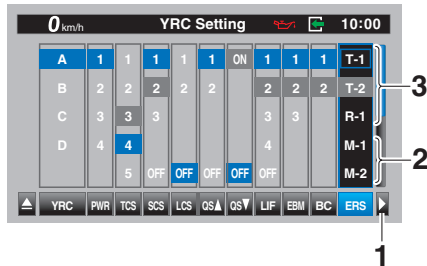 0 km/h YRC Setting 10:00
A 1 1 1 1 1 ON 1 1 1 T-1
B 2 2 2 2 2 2 2 2 T-2
C 3 3 3 3 3 R-1
D 4 4 4 M-1
5 OFF OFF OFF OFF OFF M-2
YRC PWR TCS SCS LCS QS▲ QS▼ LIF EBM BC ERS
3
2
1